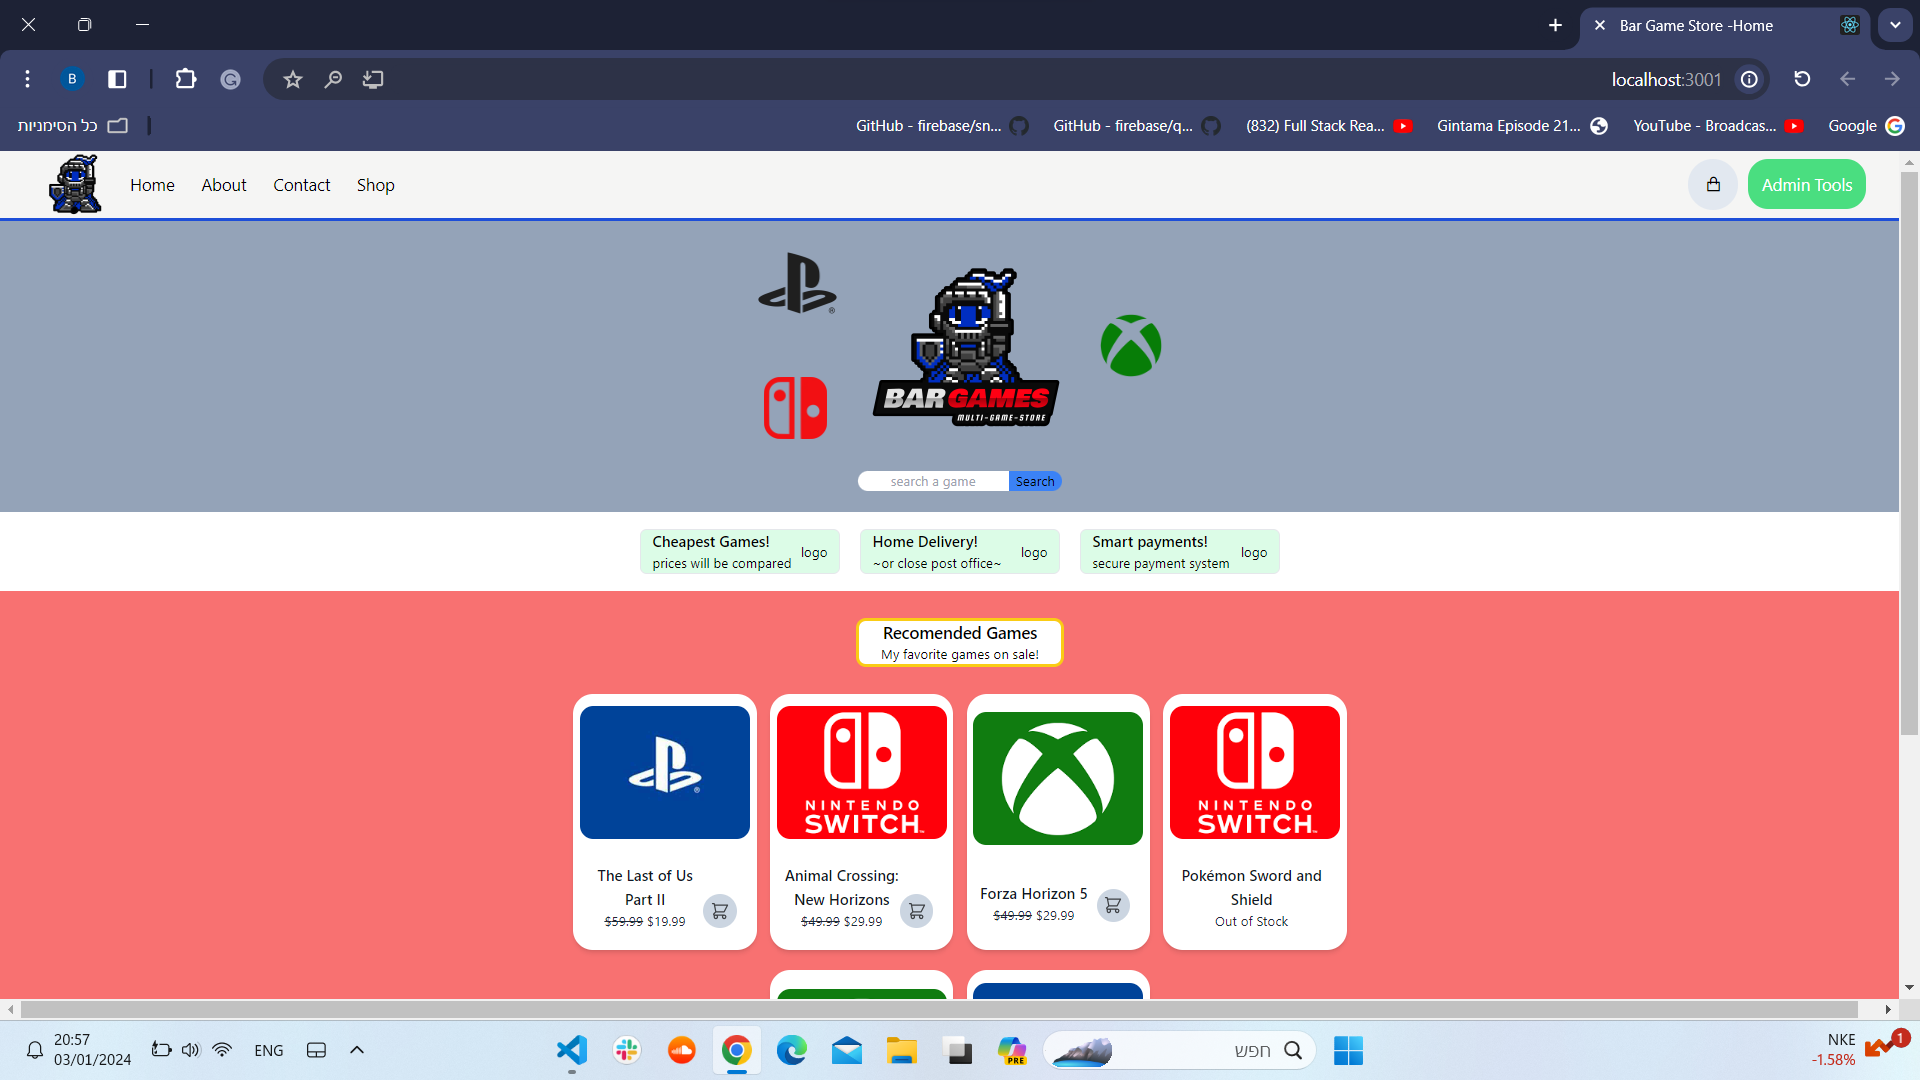 Bar Game Store -Home
B
localhost:3001
כל הסימניות
GitHub - firebase/sn...
GitHub - firebase/q...
(832) Full Stack Rea...
Gintama Episode 21...
YouTube - Broadcas...
Google
Home
About
Contact
Shop
Admin Tools
BAR GAMES
MULTI-GAME-STORE
search a game
Search
Cheapest Games!
prices will be compared
logo
Home Delivery!
~or close post office~
logo
Smart payments!
secure payment system
logo
Recomended Games
My favorite games on sale!
NINTENDO
SWITCH™
NINTENDO
SWITCH™
The Last of Us
Part II
$59.99 $19.99
Animal Crossing:
New Horizons
$49.99 $29.99
Forza Horizon 5
$49.99 $29.99
Pokémon Sword and
Shield
Out of Stock
20:57
03/01/2024
ENG
PRE
חפש
NKE
-1.58%
1